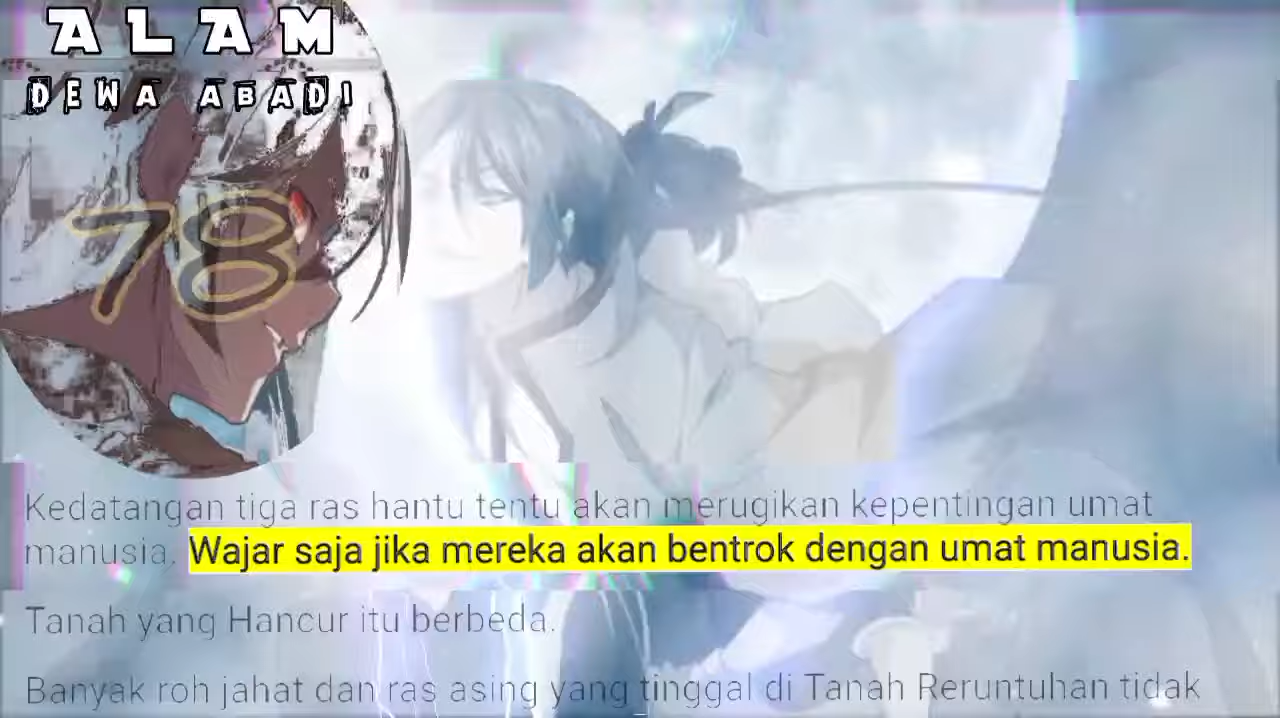 ALAM
DEWA ABADI
78
Kedatangan tiga ras hantu tentu akan merugikan kepentingan umat
manusia. Wajar saja jika mereka akan bentrok dengan umat manusia.
Tanah yang Hancur itu berbeda.
Banyak roh jahat dan ras asing yang tinggal di Tanah Reruntuhan tidak